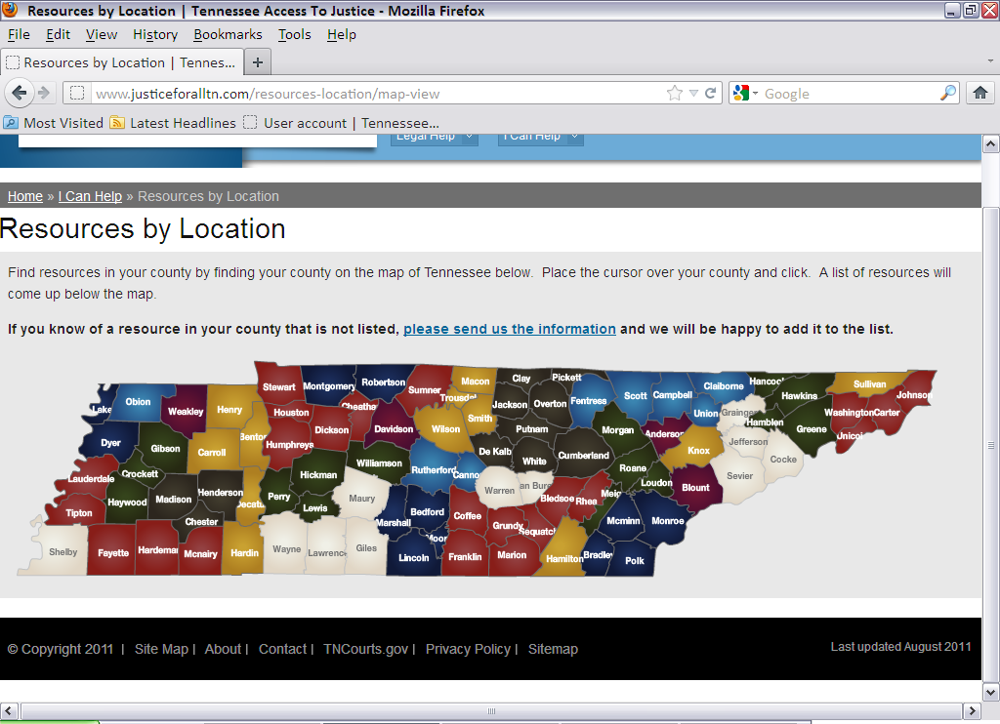 Resources by Location | Tennessee Access To Justice - Mozilla Firefox
File Edit View History Bookmarks Tools Help
Resources by Location | Tennes... +
www.justiceforalltn.com/resources-location/map-view Google
Most Visited Latest Headlines User account | Tennessee...
Legal Help I Can Help
Home » I Can Help » Resources by Location
Resources by Location
Find resources in your county by finding your county on the map of Tennessee below. Place the cursor over your county and click. A list of resources will
come up below the map.
If you know of a resource in your county that is not listed, please send us the information and we will be happy to add it to the list.
Lake Obion Weakley Henry Stewart Montgomery Robertson Sumner Macon Trousdal Clay Pickett Fentress Scott Campbell Claiborne Hancoc Hawkins Sullivan Johnson
Houston Cheatha Dickson Davidson Wilson Smith Jackson Overton Union Grainger Hamblen Greene Washington Carter Unicoi
Dyer Gibson Carroll Benton Humphreys Putnam Morgan Anderson Knox Jefferson Cocke
Lauderdale Crockett Madison Henderson Decatu Perry Hickman Williamson Rutherford Canno De Kalb White Cumberland Roane Loudon Blount Sevier
Tipton Haywood Chester Lewis Maury Marshall Bedford Coffee Warren an Bure Bledsoe Rhea Meig Mcminn Monroe
Shelby Fayette Hardeman Mcnairy Hardin Wayne Lawrenc Giles Lincoln Moor Franklin Grundy Sequatch Marion Hamilton Bradley Polk
© Copyright 2011 | Site Map | About | Contact | TNCourts.gov | Privacy Policy | Sitemap
Last updated August 2011